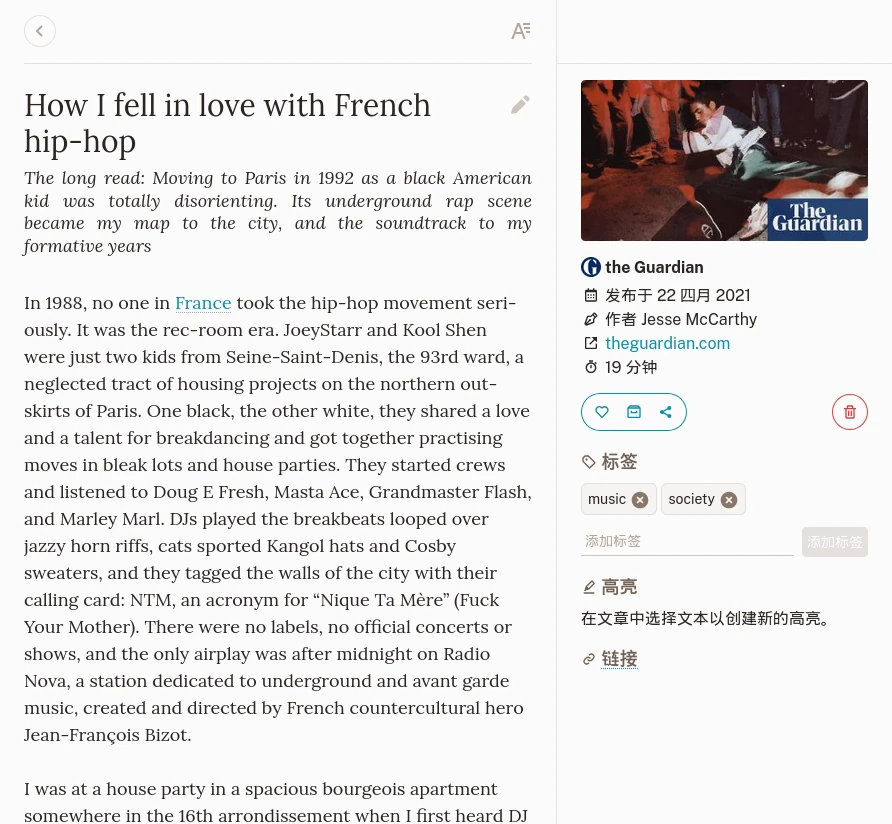 How I fell in love with French
hip-hop
The long read: Moving to Paris in 1992 as a black American
kid was totally disorienting. Its underground rap scene
became my map to the city, and the soundtrack to my
formative years
In 1988, no one in France took the hip-hop movement seri-
ously. It was the rec-room era. JoeyStarr and Kool Shen
were just two kids from Seine-Saint-Denis, the 93rd ward, a
neglected tract of housing projects on the northern out-
skirts of Paris. One black, the other white, they shared a love
and a talent for breakdancing and got together practising
moves in bleak lots and house parties. They started crews
and listened to Doug E Fresh, Masta Ace, Grandmaster Flash,
and Marley Marl. DJs played the breakbeats looped over
jazzy horn riffs, cats sported Kangol hats and Cosby
sweaters, and they tagged the walls of the city with their
calling card: NTM, an acronym for “Nique Ta Mère” (Fuck
Your Mother). There were no labels, no official concerts or
shows, and the only airplay was after midnight on Radio
Nova, a station dedicated to underground and avant garde
music, created and directed by French countercultural hero
Jean-François Bizot.
I was at a house party in a spacious bourgeois apartment
somewhere in the 16th arrondissement when I first heard DJ
The
Guardian
the Guardian
发布于 22 四月 2021
作者 Jesse McCarthy
theguardian.com
19 分钟
标签
music society
添加标签 添加标签
高亮
在文章中选择文本以创建新的高亮。
链接